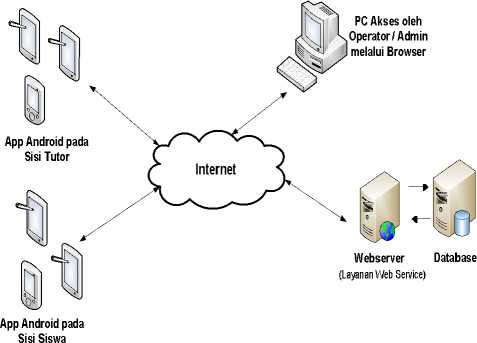 PC Akses oleh
Operator / Admin
melalui Browser
App Android pada
Sisi Tutor
Internet
Webserver
(Layanan Web Service)
Database
App Android pada
Sisi Siswa